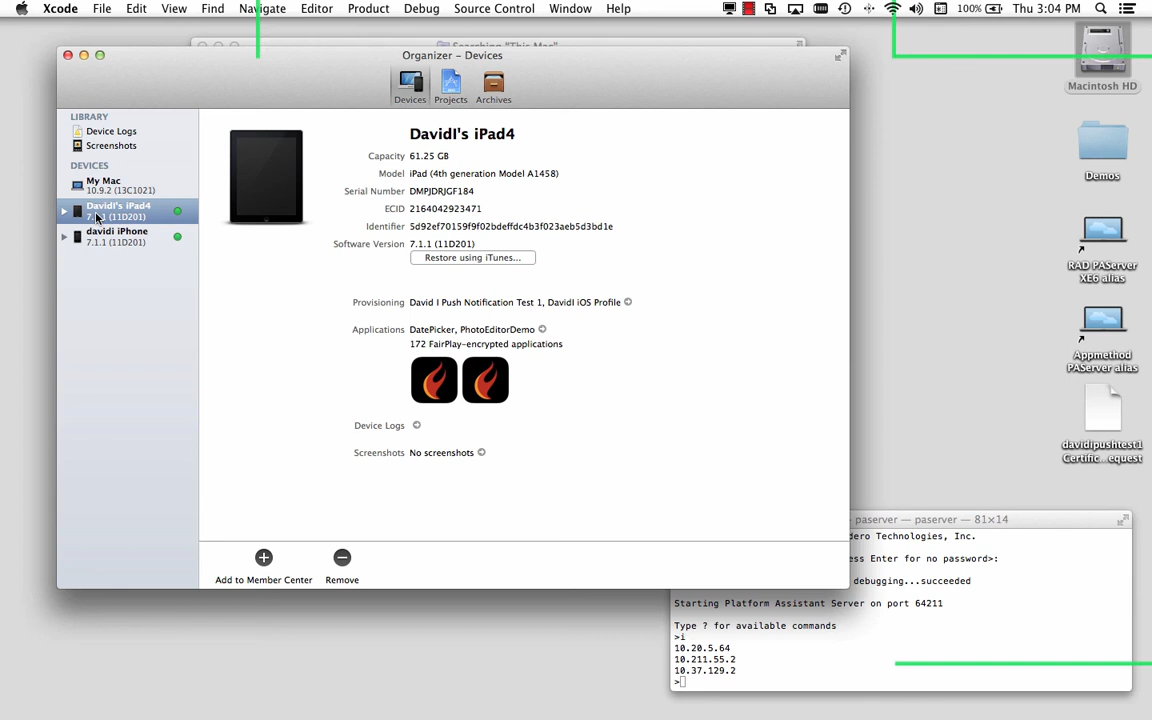 Xcode File Edit View Find Navigate Editor Product Debug Source Control Window Help 100% Thu 3:04 PM
Searching "This Mac"
Organizer – Devices
Devices Projects Archives
LIBRARY
Device Logs
Screenshots
DEVICES
My Mac
10.9.2 (13C1021)
DavidI's iPad4
(11D201)
davidi iPhone
7.1.1 (11D201)
DavidI's iPad4
Capacity 61.25 GB
Model iPad (4th generation Model A1458)
Serial Number DMPJDRJGF184
ECID 2164042923471
Identifier 5d92ef70159f9f02bdeffdc4b3f023aeb5d3bd1e
Software Version 7.1.1 (11D201)
Restore using iTunes...
Provisioning David I Push Notification Test 1, DavidI iOS Profile
Applications DatePicker, PhotoEditorDemo
172 FairPlay-encrypted applications
Device Logs
Screenshots No screenshots
Add to Member Center Remove
Macintosh HD
Demos
RAD PAServer
XE6 alias
Appmethod
PAServer alias
davidipushtest1
Certific...equest
paserver — paserver — 81×14
dero Technologies, Inc.
ess Enter for no password>:
debugging...succeeded
Starting Platform Assistant Server on port 64211
Type ? for available commands
>i
10.20.5.64
10.211.55.2
10.37.129.2
>